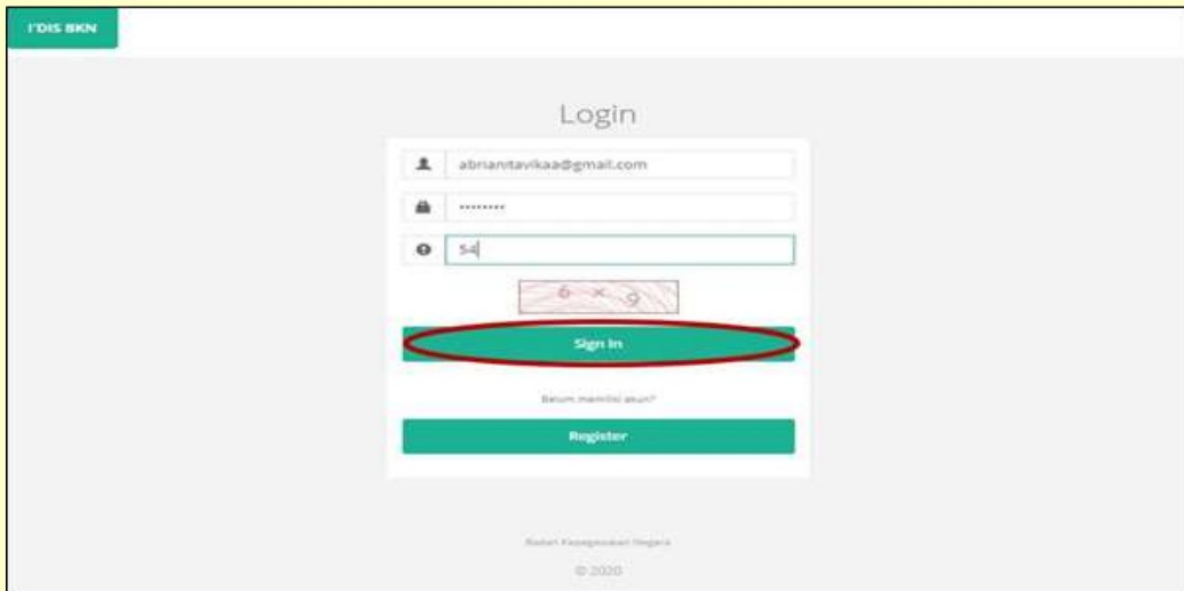 I'DIS BKN
Login
abrianitavikaa@gmail.com
••••••••
54
6 × 9
Sign In
Belum memiliki akun?
Register
Badan Kepegawaian Negara
© 2020